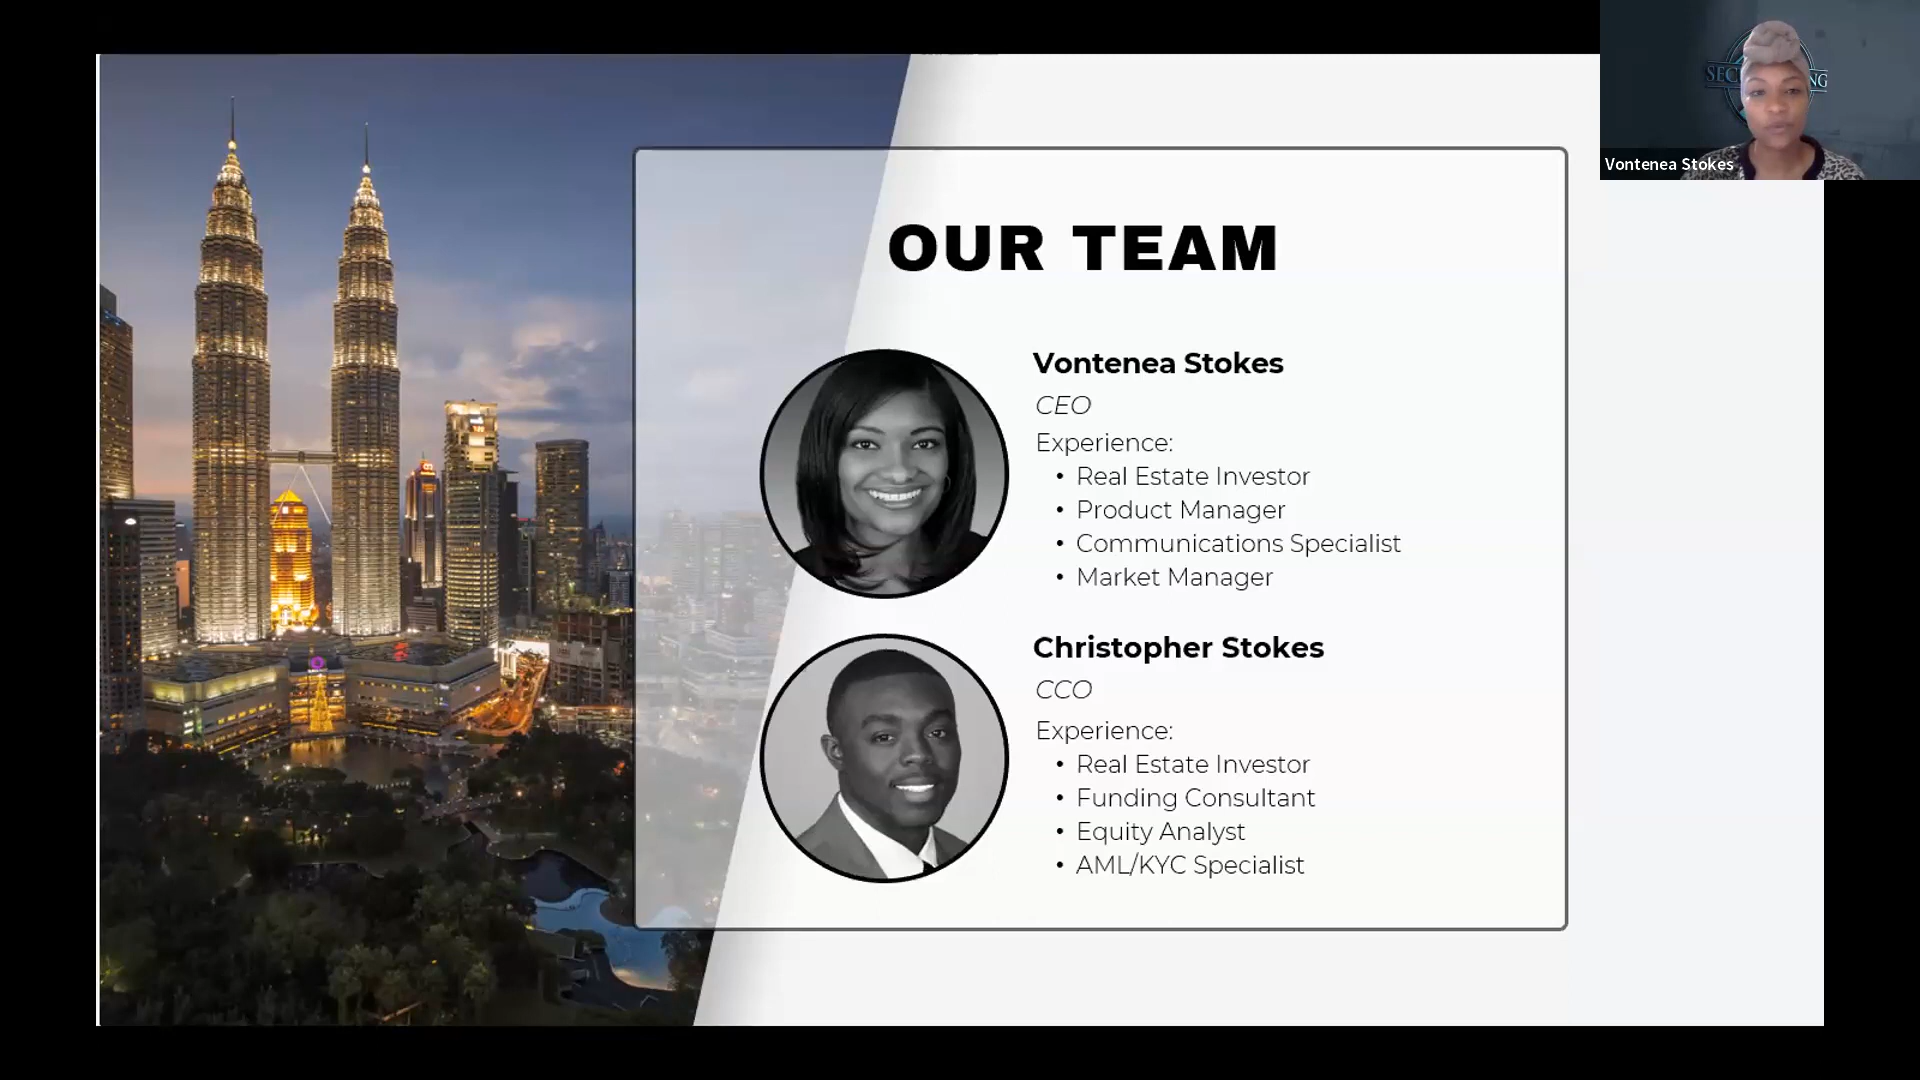 OUR TEAM
Vontenea Stokes
CEO
Experience:
• Real Estate Investor
• Product Manager
• Communications Specialist
• Market Manager
Christopher Stokes
CCO
Experience:
• Real Estate Investor
• Funding Consultant
• Equity Analyst
• AML/KYC Specialist
Vontenea Stokes